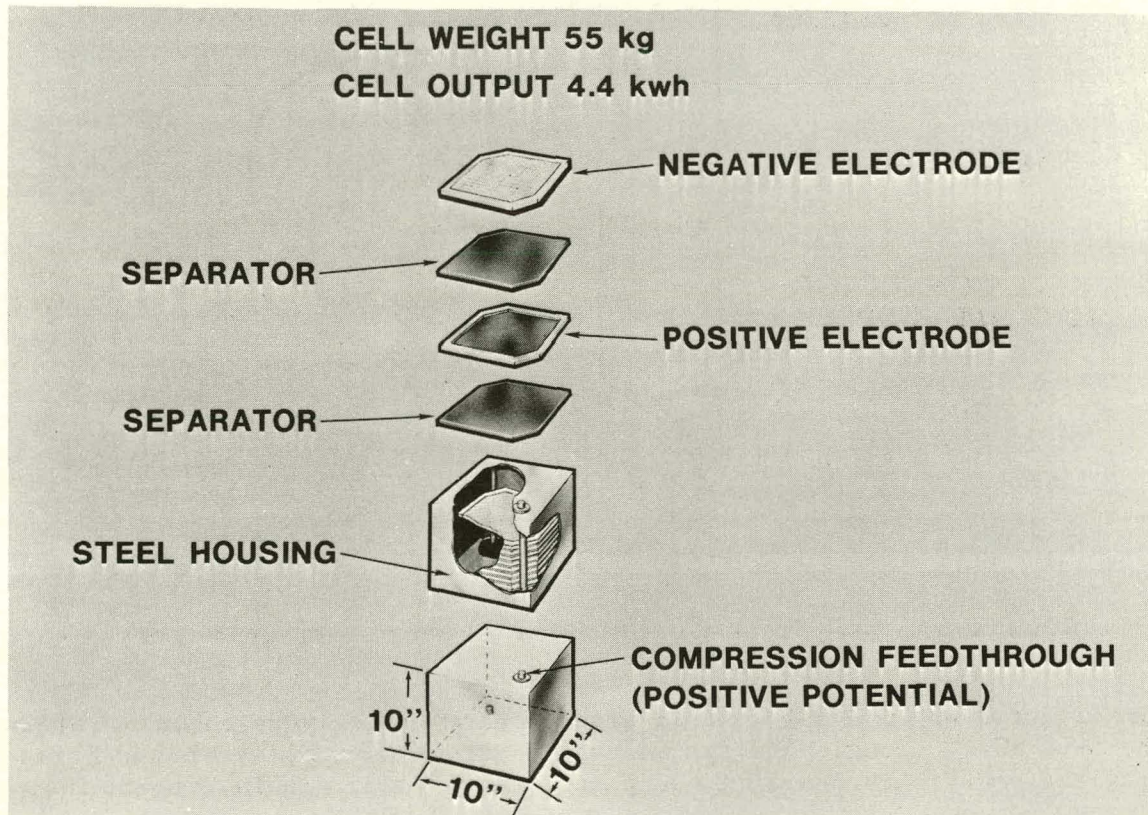 CELL WEIGHT 55 kg
CELL OUTPUT 4.4 kwh
NEGATIVE ELECTRODE
SEPARATOR
POSITIVE ELECTRODE
SEPARATOR
STEEL HOUSING
COMPRESSION FEEDTHROUGH
(POSITIVE POTENTIAL)
10"
10"
10"